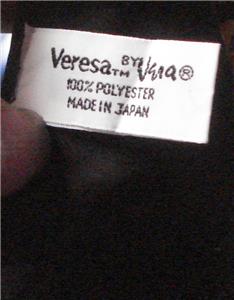 Veresa™ BY Vera®
100% POLYESTER
MADE IN JAPAN